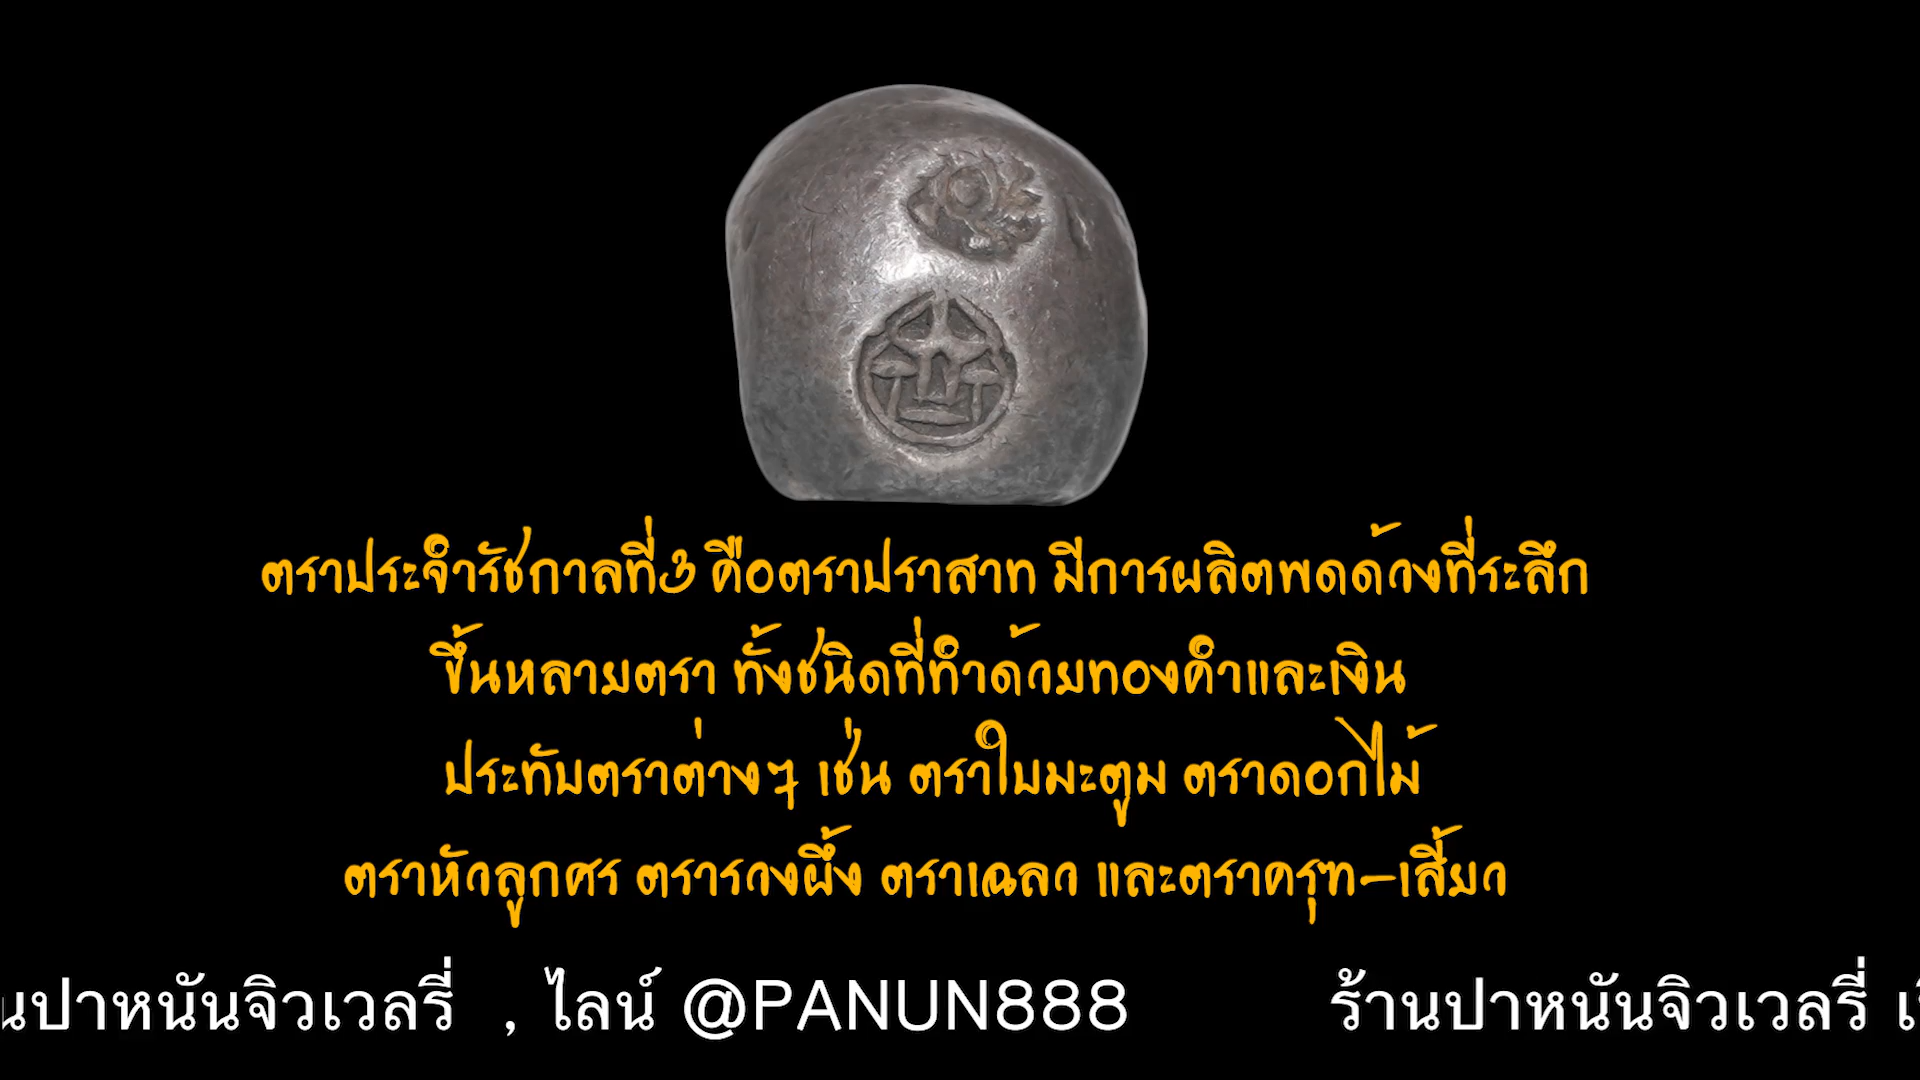 ตราประจำรัชกาลที่3 คือตราปราสาท มีการผลิตพดด้วงที่ระลึก
ขึ้นหลายตรา ทั้งชนิดที่ทำด้วยทองคำและเงิน
ประทับตราต่างๆ เช่น ตราใบมะตูม ตราดอกไม้
ตราหัวลูกศร ตรารวงผึ้ง ตราเฉลว และตราครุฑ-เสี้ยว
นปาหนันจิวเวลรี่ , ไลน์ @PANUN888 ร้านปาหนันจิวเวลรี่